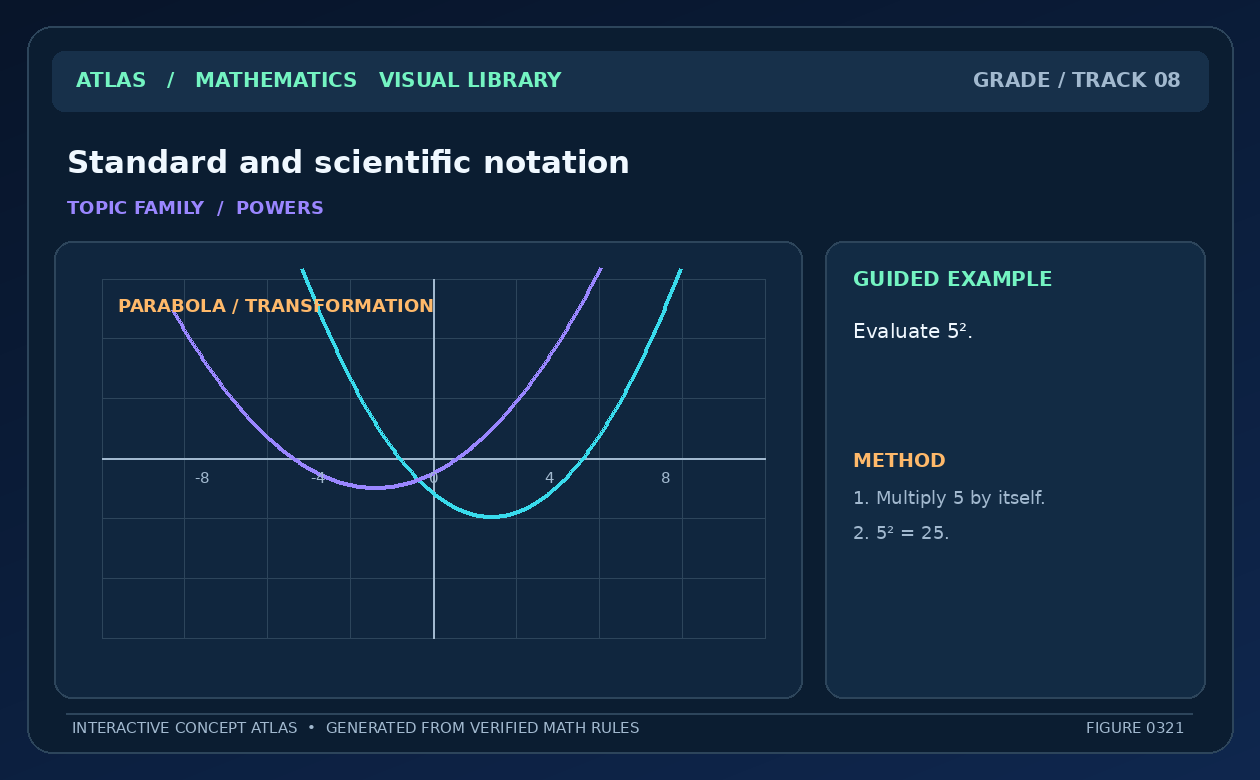 ATLAS / MATHEMATICS VISUAL LIBRARY
GRADE / TRACK 08
Standard and scientific notation
TOPIC FAMILY / POWERS
PARABOLA / TRANSFORMATION
-8 -4 0 4 8
GUIDED EXAMPLE
Evaluate 5².
METHOD
1. Multiply 5 by itself.
2. 5² = 25.
INTERACTIVE CONCEPT ATLAS • GENERATED FROM VERIFIED MATH RULES
FIGURE 0321